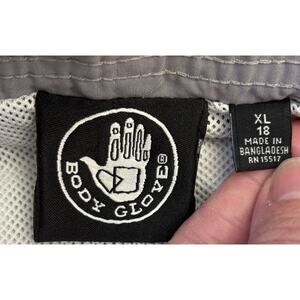 BODY GLOVE®
XL
18
MADE IN
BANGLADESH
RN 15517